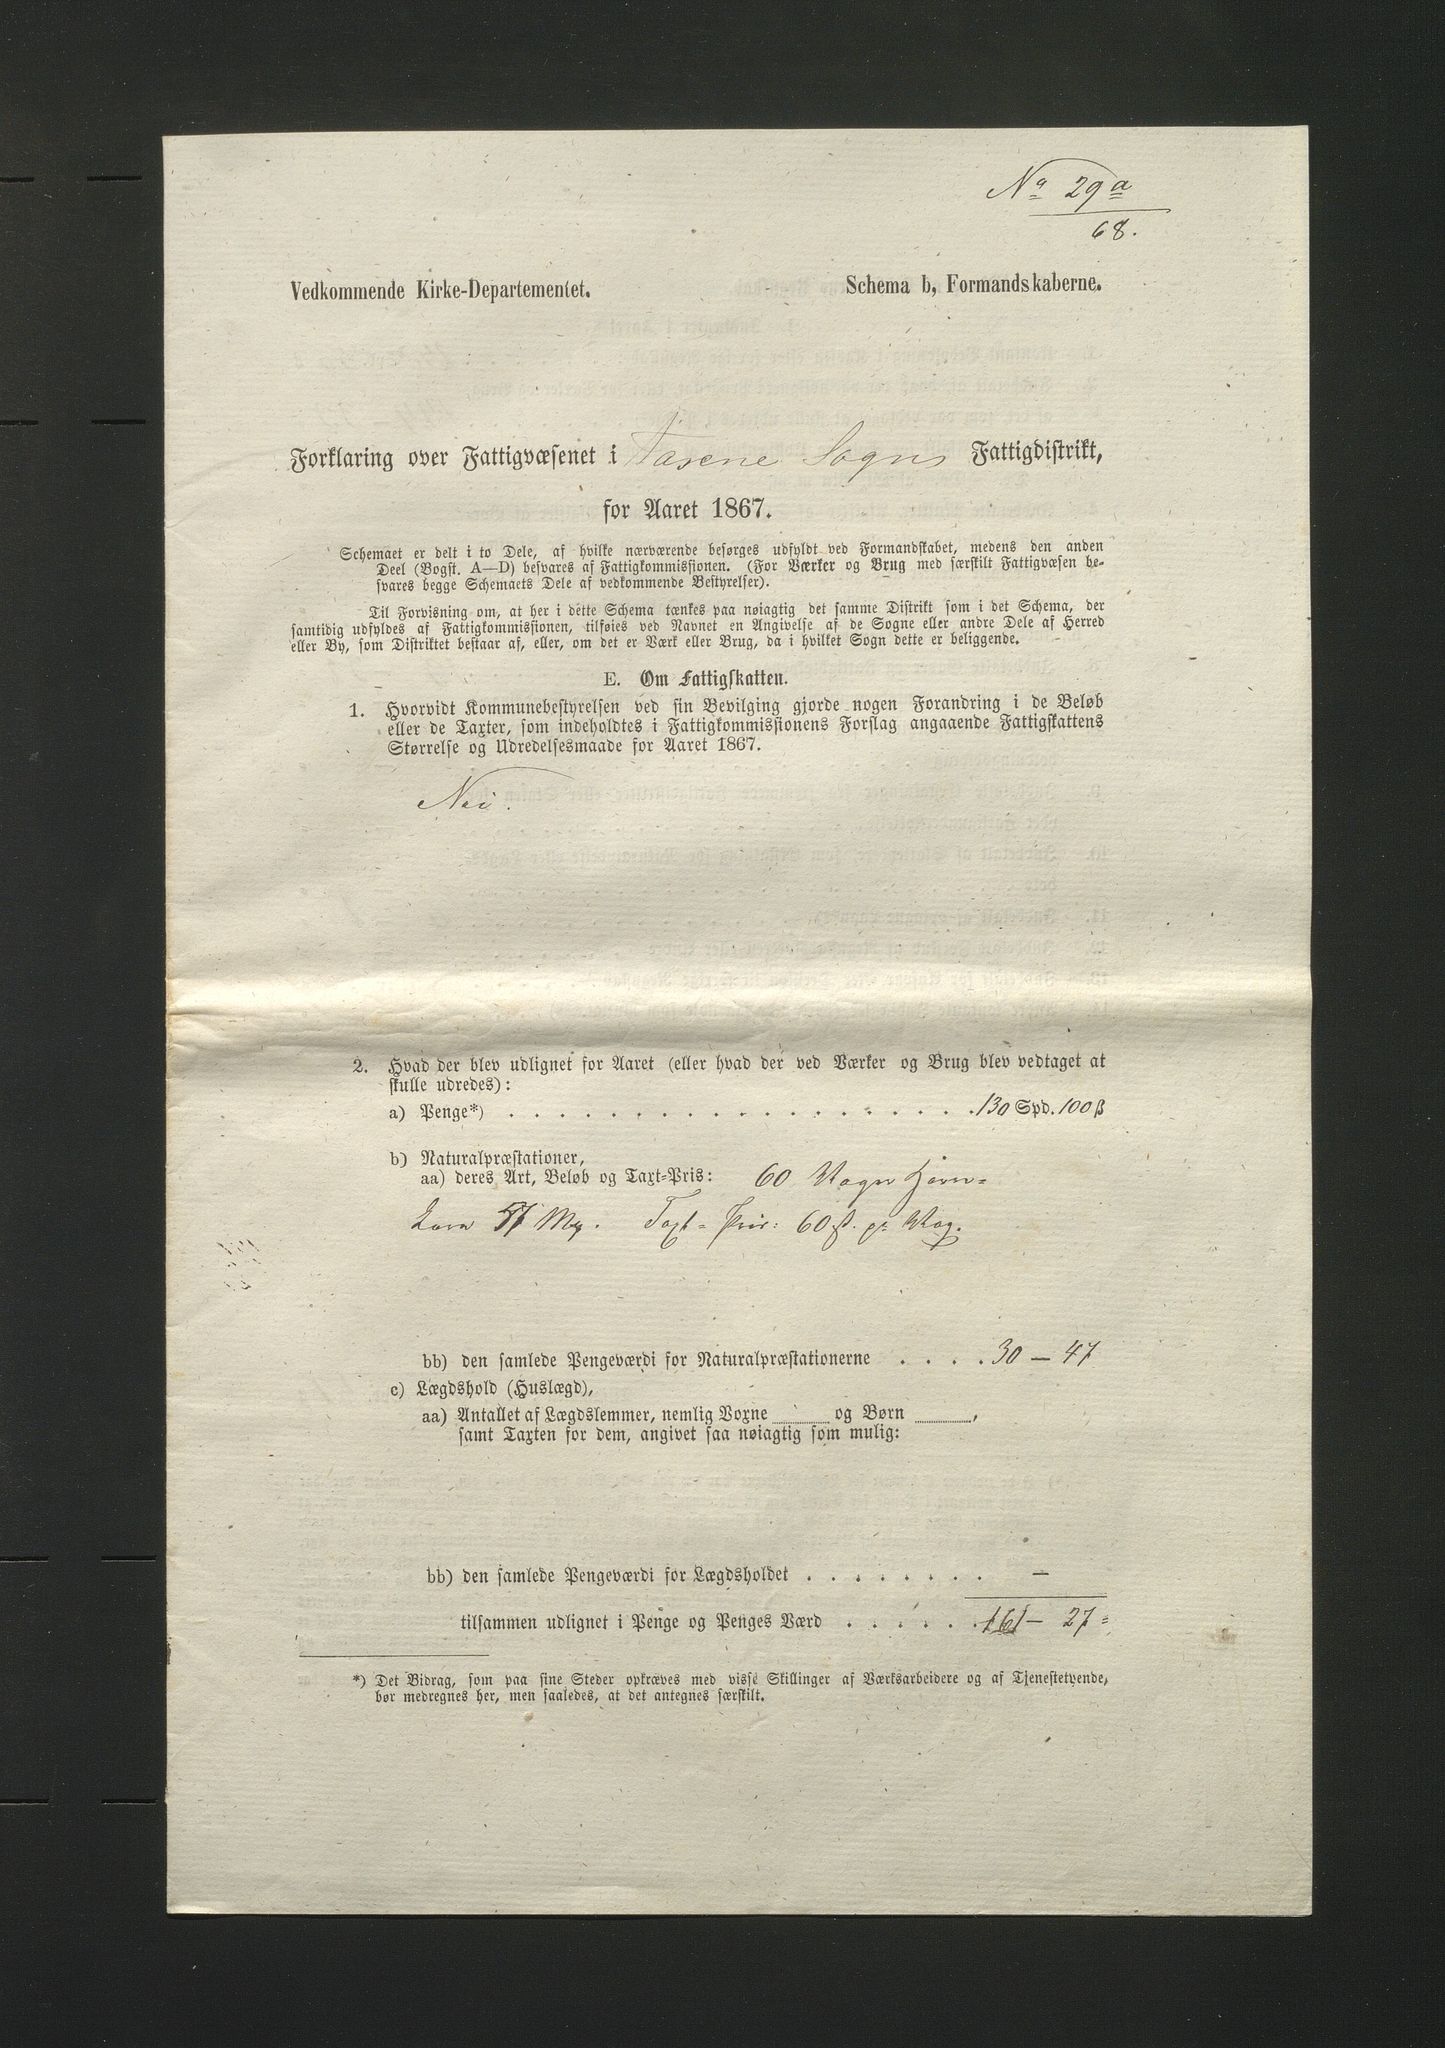 No 29 a
68.
Vedkommende Kirke-Departementet.
Schema b, Formandskaberne.
Forklaring over Fattigvæsenet i Sogns Fattigdistrikt,
for Aaret 1867.
Schemaet er delt i to Dele, af hvilke nærværende besørges udfyldt ved Formandskabet, medens den anden
Deel (Bogst. A—D) besvares af Fattigkommissionen. (For Værker og Brug med særskilt Fattigvæsen be-
svares begge Schemaets Dele af vedkommende Bestyrelser).
Til Forvisning om, at her i dette Schema tænkes paa nøiagtig det samme Distrikt som i det Schema, der
samtidig udfyldes af Fattigkommissionen, tilføies ved Navnet en Angivelse af de Sogne eller andre Dele af Herred
eller By, som Distriktet bestaar af, eller, om det er Værk eller Brug, da i hvilket Sogn dette er beliggende.
E. Om Fattigskatten.
1. Hvorvidt Kommunebestyrelsen ved sin Bevilging gjorde nogen Forandring i de Beløb
eller de Taxter, som indeholdtes i Fattigkommissionens Forslag angaaende Fattigskattens
Størrelse og Udredelsesmaade for Aaret 1867.
Nei.
2. Hvad der blev udlignet for Aaret (eller hvad der ved Værker og Brug blev vedtaget at
skulle udredes):
a) Penge*) . . . . . . . . . . . . . . . . . . . . 130 Spd. 100 ß
b) Naturalpræstationer,
aa) deres Art, Beløb og Taxt-Pris: 60 Vager Korn=
Taxt-Pris: 60 ß. pr Vog.
bb) den samlede Pengeværdi for Naturalpræstationerne . . . . 30 — 47
c) Lægdshold (Huslægd),
aa) Antallet af Lægdslemmer, nemlig Voxne ____ og Børn ____,
samt Taxten for dem, angivet saa nøiagtig som mulig:
bb) den samlede Pengeværdi for Lægdsholdet . . . . . . . . —
tilsammen udlignet i Penge og Penges Værd . . . . . . 161 — 27=
*) Det Bidrag, som paa sine Steder opkræves med visse Skillinger af Værksarbeidere og af Tjenestetyende,
bør medregnes her, men saaledes, at det antegnes særskilt.